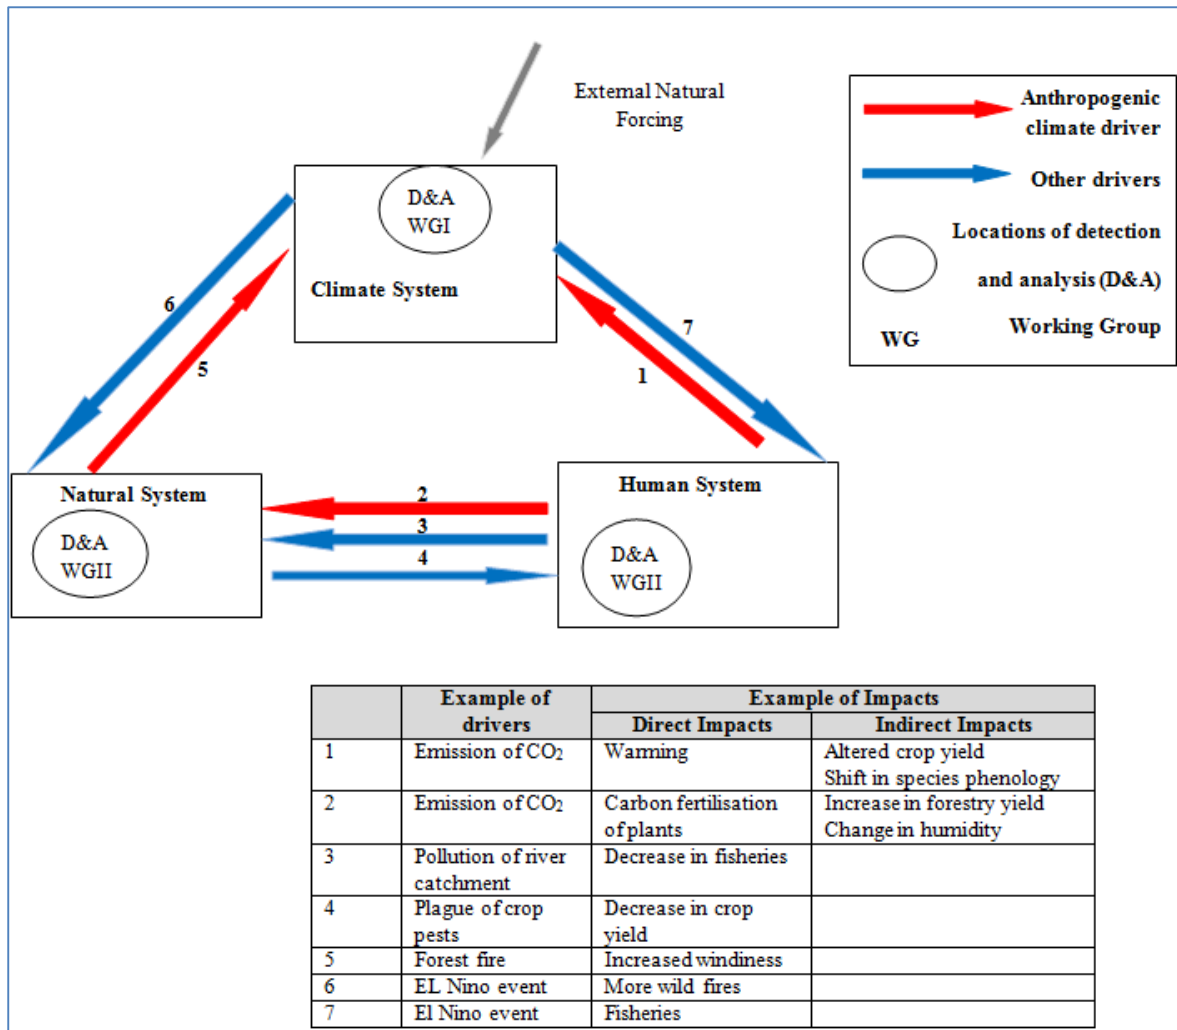 External Natural
Forcing
Anthropogenic
climate driver
Other drivers
Locations of detection
and analysis (D&A)
WG Working Group
D&A
WGI
Climate System
6
5
7
1
Natural System
D&A
WGII
2
3
4
Human System
D&A
WGII
Example of drivers Example of Impacts
Direct Impacts Indirect Impacts
1 Emission of CO2 Warming Altered crop yield
Shift in species phenology
2 Emission of CO2 Carbon fertilisation Increase in forestry yield
of plants Change in humidity
3 Pollution of river Decrease in fisheries
catchment
4 Plague of crop Decrease in crop
pests yield
5 Forest fire Increased windiness
6 EL Nino event More wild fires
7 El Nino event Fisheries